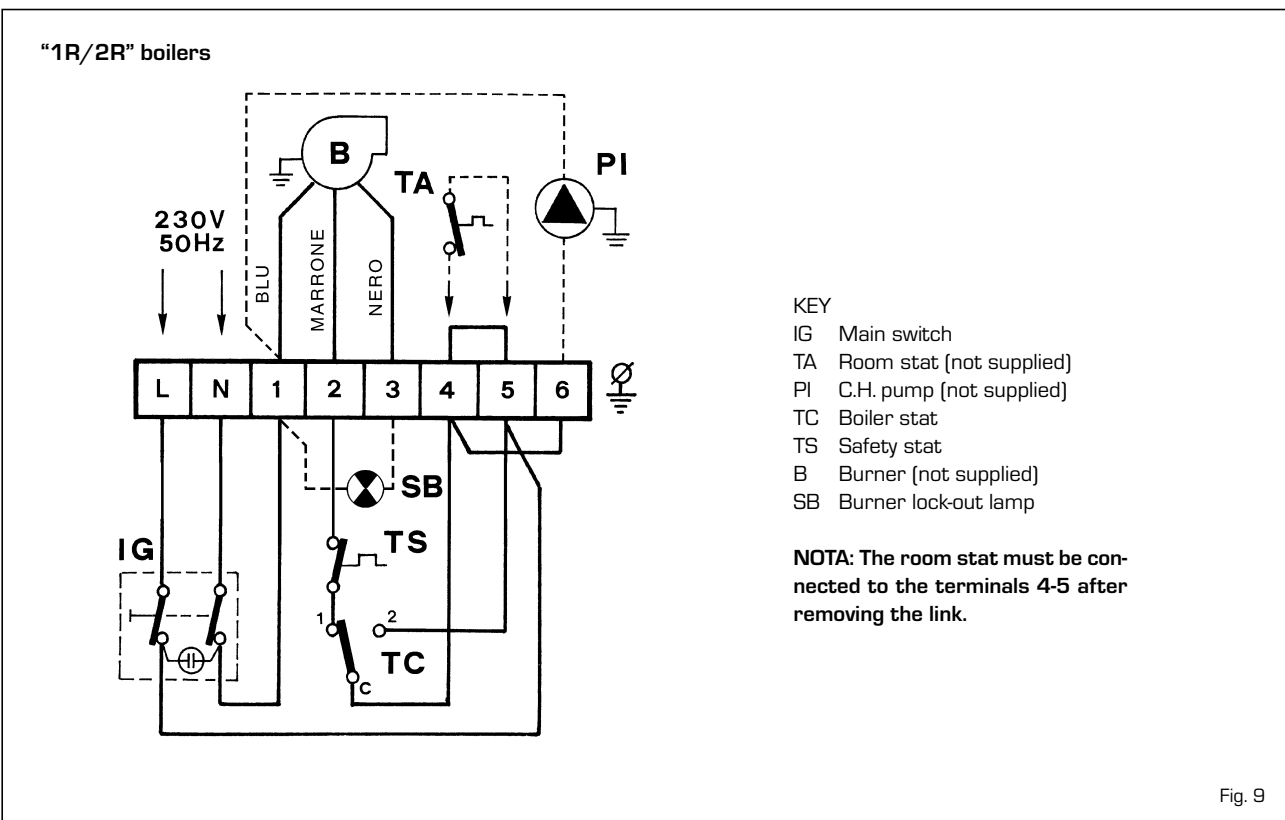 “1R/2R” boilers
B
PI
TA
230V
50Hz
BLU
MARRONE
NERO
L N 1 2 3 4 5 6
SB
TS
IG
1 2
TC
C
KEY
IG Main switch
TA Room stat (not supplied)
PI C.H. pump (not supplied)
TC Boiler stat
TS Safety stat
B Burner (not supplied)
SB Burner lock-out lamp
NOTA: The room stat must be con-
nected to the terminals 4-5 after
removing the link.
Fig. 9